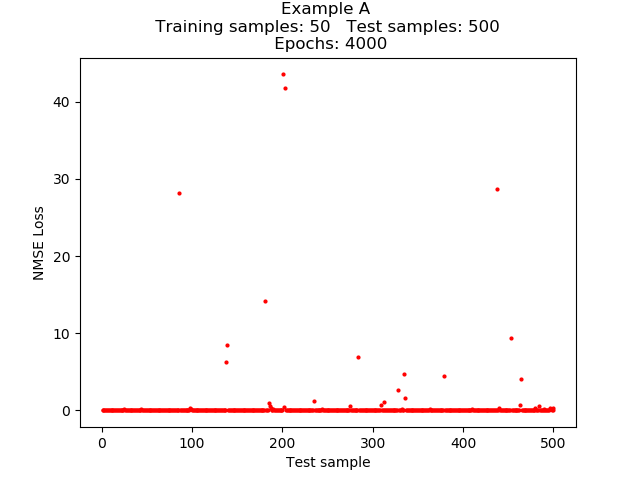 Example A
Training samples: 50   Test samples: 500
Epochs: 4000
40
30
20
10
0
NMSE Loss
0 100 200 300 400 500
Test sample